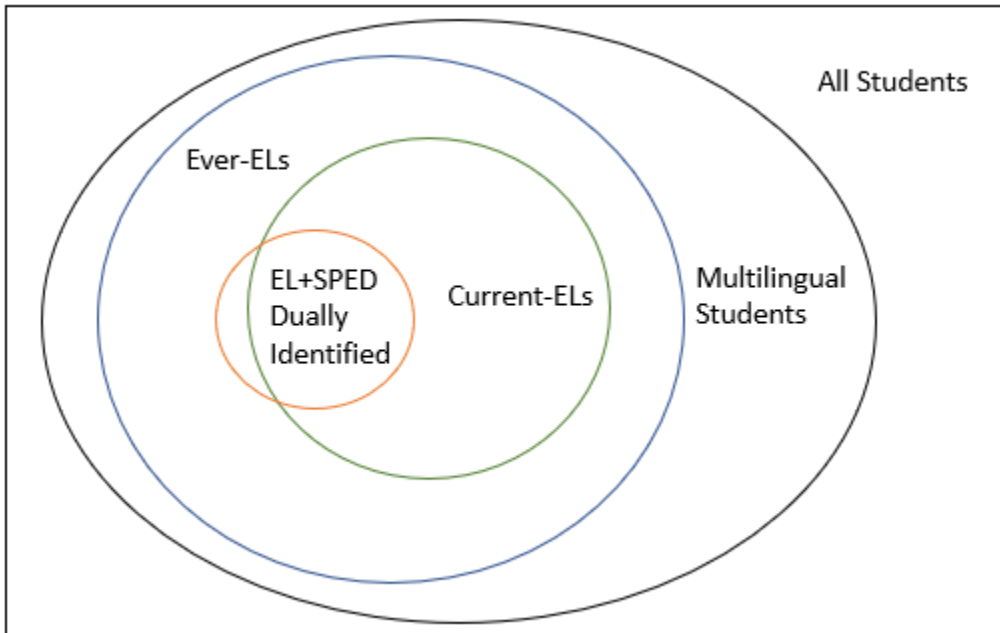 All Students
Ever-ELs
EL+SPED
Dually
Identified
Current-ELs
Multilingual
Students